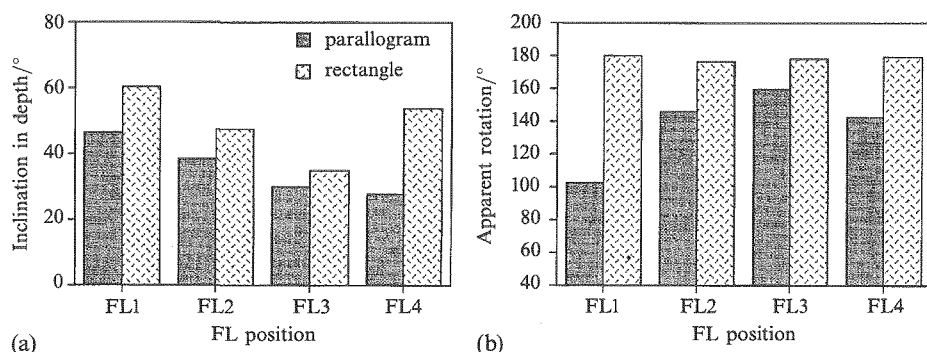 80
60
40
20
0
Inclination in depth/°
parallogram
rectangle
FL1 FL2 FL3 FL4
FL position
(a)
200
180
160
140
120
100
80
60
40
Apparent rotation/°
FL1 FL2 FL3 FL4
FL position
(b)